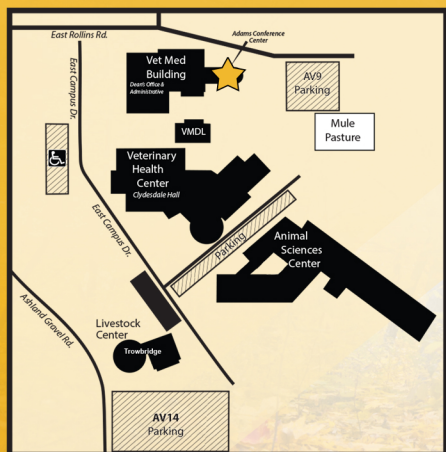 East Rollins Rd.
Adams Conference
Center
Vet Med
Building
Dean's Office &
Administrative
AV9
Parking
East Campus Dr.
VMDL
Mule
Pasture
Veterinary
Health
Center
Clydesdale Hall
East Campus Dr.
Parking
Animal
Sciences
Center
Ashland Gravel Rd.
Livestock
Center
Trowbridge
AV14
Parking